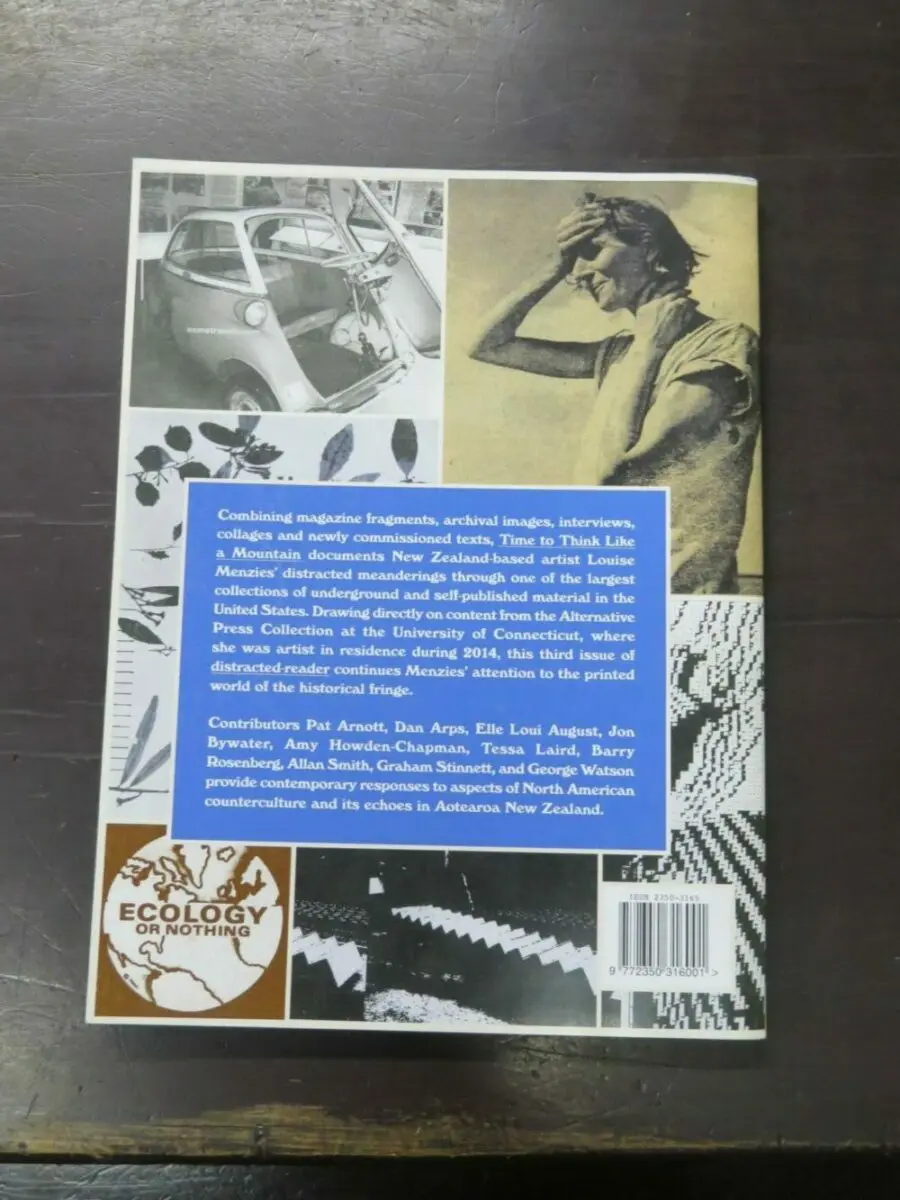 Combining magazine fragments, archival images, interviews,
collages and newly commissioned texts, Time to Think Like
a Mountain documents New Zealand-based artist Louise
Menzies' distracted meanderings through one of the largest
collections of underground and self-published material in the
United States. Drawing directly on content from the Alternative
Press Collection at the University of Connecticut, where
she was artist in residence during 2014, this third issue of
distracted-reader continues Menzies' attention to the printed
world of the historical fringe.
Contributors Pat Arnott, Dan Arps, Elle Loui August, Jon
Bywater, Amy Howden-Chapman, Tessa Laird, Barry
Rosenberg, Allan Smith, Graham Stinnett, and George Watson
provide contemporary responses to aspects of North American
counterculture and its echoes in Aotearoa New Zealand.
ECOLOGY
OR NOTHING
ISSN 2350-3165
9 772350 316001 >